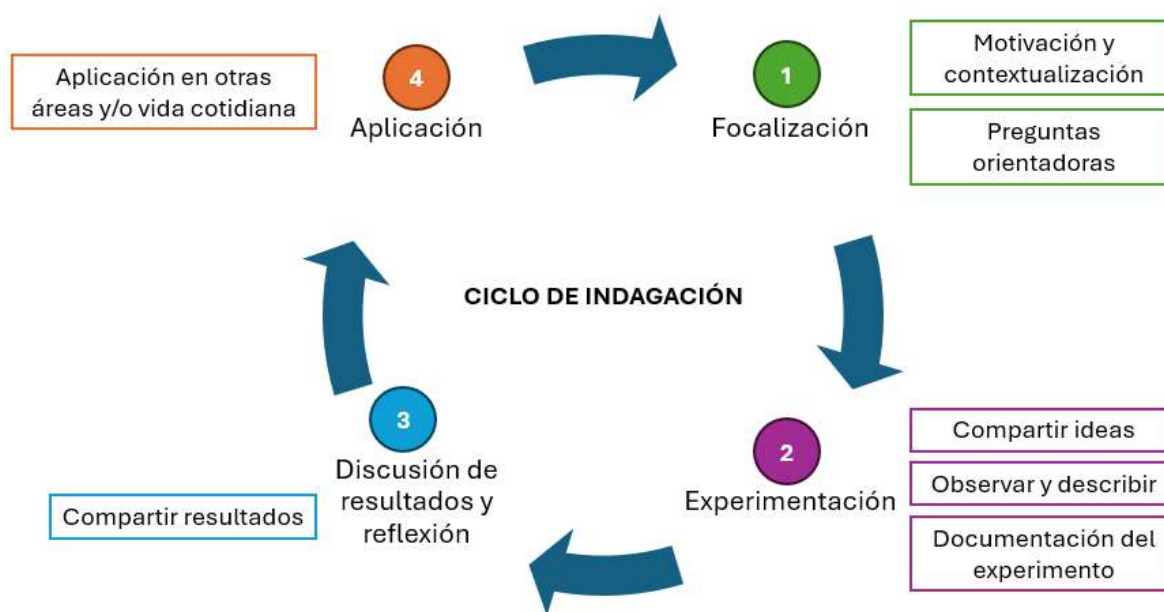 1
Focalización
Motivación y
contextualización
Preguntas
orientadoras
CICLO DE INDAGACIÓN
2
Experimentación
Compartir ideas
Observar y describir
Documentación del
experimento
3
Discusión de
resultados y
reflexión
Compartir resultados
4
Aplicación
Aplicación en otras
áreas y/o vida cotidiana